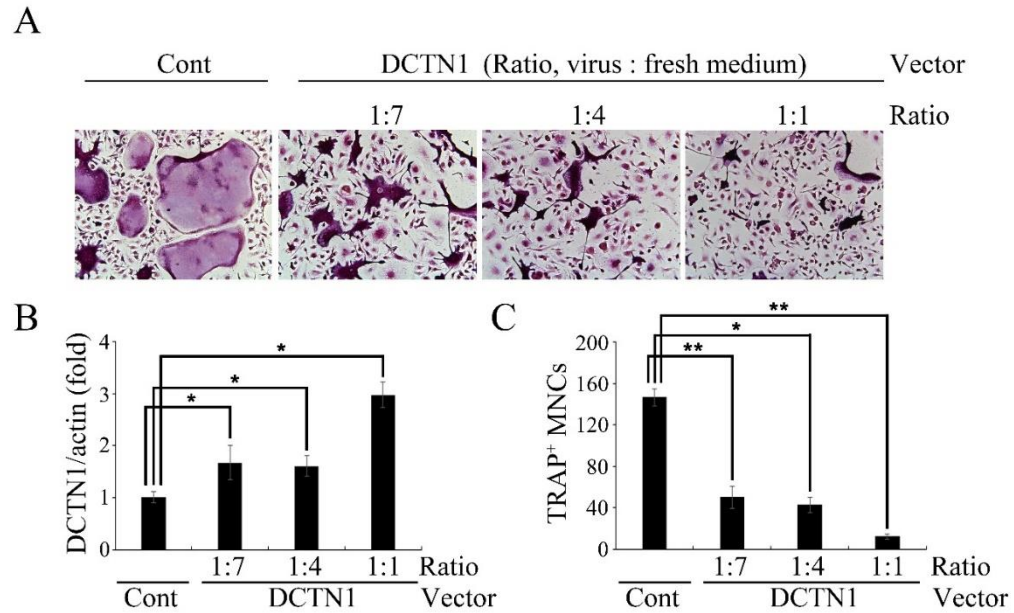 A
Cont DCTN1 (Ratio, virus : fresh medium) Vector
1:7 1:4 1:1 Ratio
B
DCTN1/actin (fold)
4
3
2
1
0
*
*
*
1:7 1:4 1:1 Ratio
Cont DCTN1 Vector
C
TRAP+ MNCs
200
160
120
80
40
0
**
*
**
1:7 1:4 1:1 Ratio
Cont DCTN1 Vector